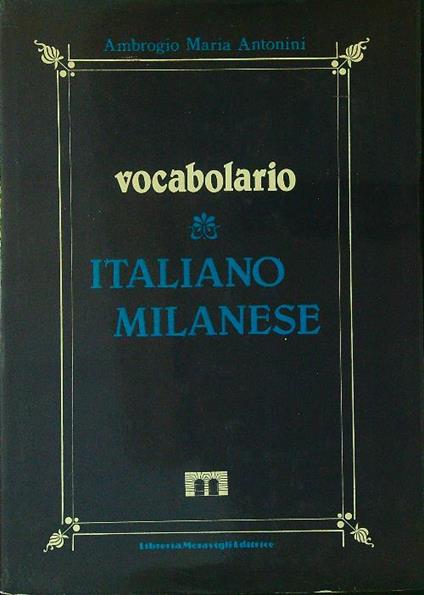 Ambrogio Maria Antonini
vocabolario
ITALIANO
MILANESE
Libreria Meravigli Editrice